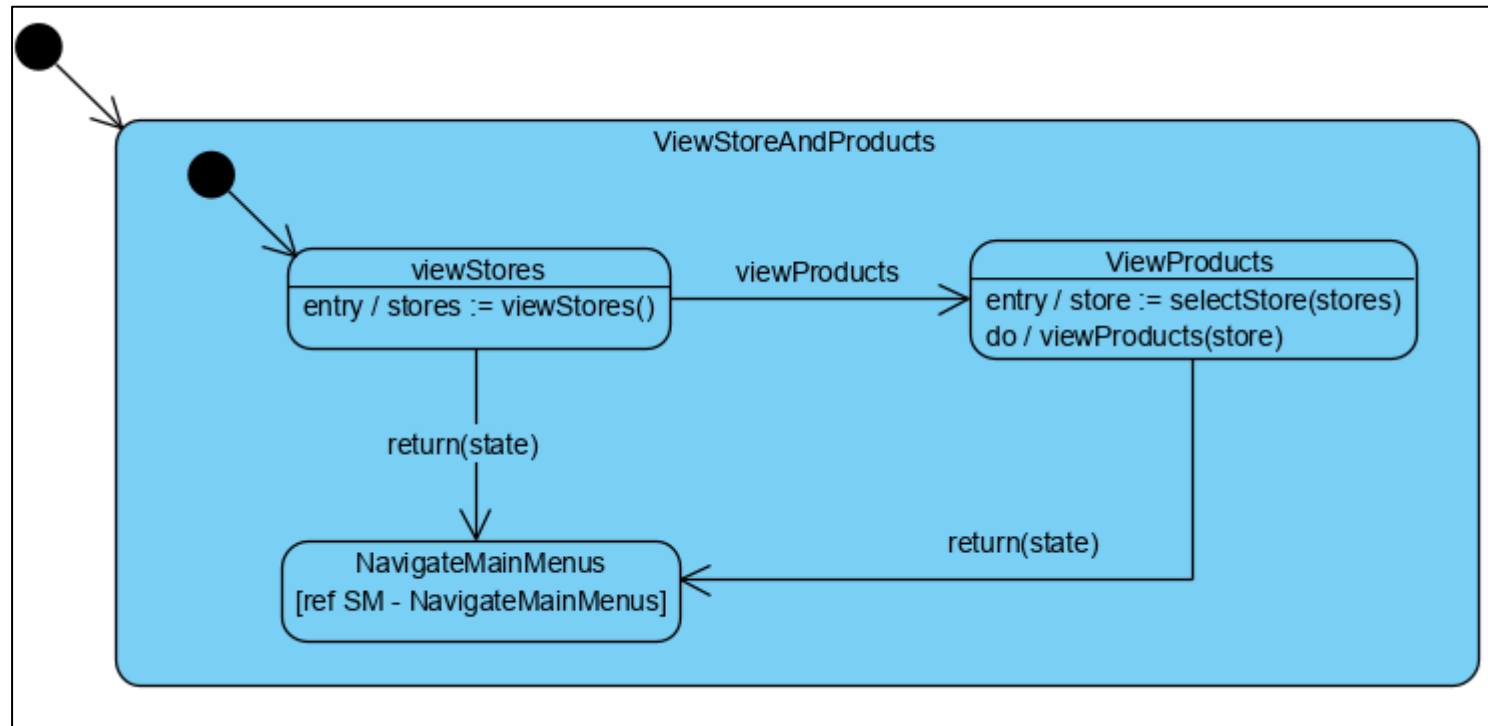 ViewStoreAndProducts
viewStores
entry / stores := viewStores()
viewProducts
ViewProducts
entry / store := selectStore(stores)
do / viewProducts(store)
return(state)
return(state)
NavigateMainMenus
[ref SM - NavigateMainMenus]